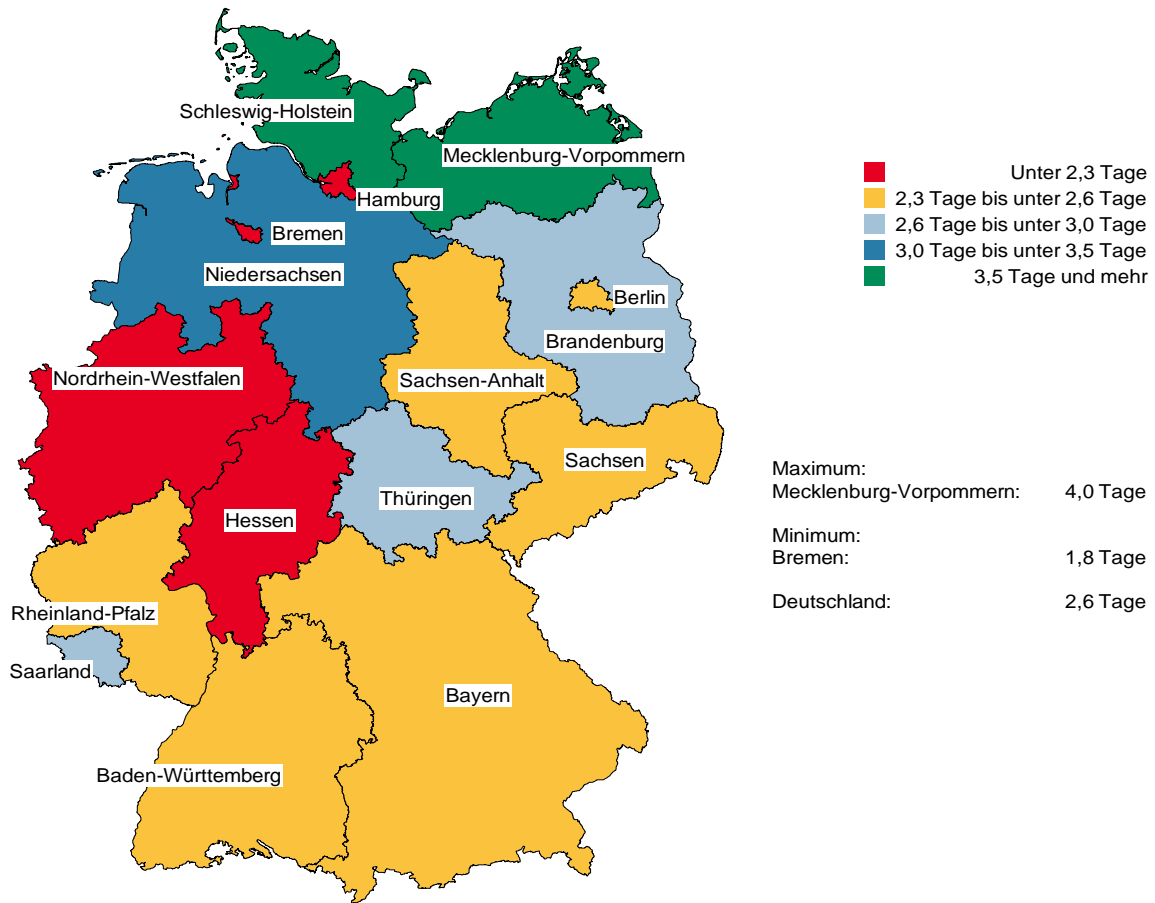 Schleswig-Holstein
Mecklenburg-Vorpommern
Hamburg
Bremen
Niedersachsen
Berlin
Brandenburg
Nordrhein-Westfalen
Sachsen-Anhalt
Sachsen
Thüringen
Hessen
Rheinland-Pfalz
Saarland
Bayern
Baden-Württemberg
Unter 2,3 Tage
2,3 Tage bis unter 2,6 Tage
2,6 Tage bis unter 3,0 Tage
3,0 Tage bis unter 3,5 Tage
3,5 Tage und mehr
Maximum:
Mecklenburg-Vorpommern: 4,0 Tage
Minimum:
Bremen: 1,8 Tage
Deutschland: 2,6 Tage